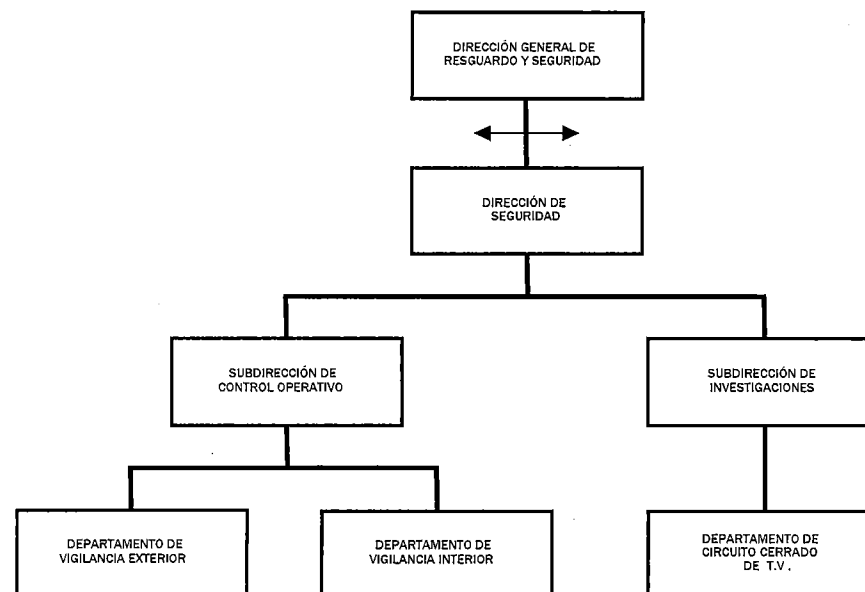 DIRECCIÓN GENERAL DE
RESGUARDO Y SEGURIDAD
DIRECCIÓN DE
SEGURIDAD
SUBDIRECCIÓN DE
CONTROL OPERATIVO
SUBDIRECCIÓN DE
INVESTIGACIONES
DEPARTAMENTO DE
VIGILANCIA EXTERIOR
DEPARTAMENTO DE
VIGILANCIA INTERIOR
DEPARTAMENTO DE
CIRCUITO CERRADO
DE T.V.